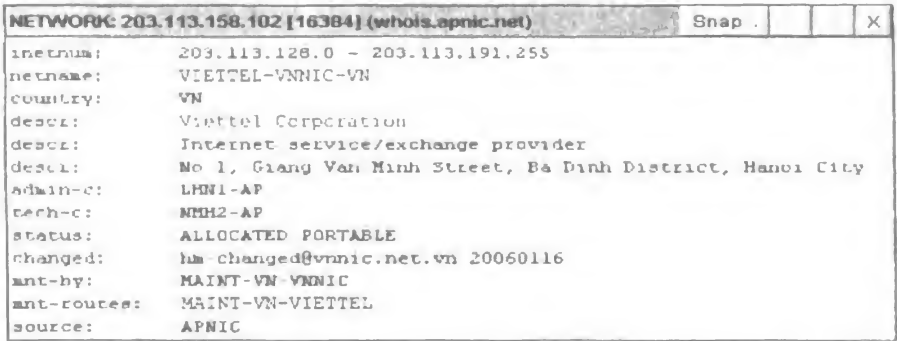 NETWORK: 203.113.158.102 [16384] (whois.apnic.net) Snap . X
inetnum: 203.113.128.0 - 203.113.191.255
netname: VIETTEL-VNNIC-VN
country: VN
descr: Viettel Corporation
descr: Internet service/exchange provider
descr: No 1, Giang Van Minh Street, Ba Dinh District, Hanoi City
admin-c: LHN1-AP
tech-c: NMH2-AP
status: ALLOCATED PORTABLE
changed: hm-changed@vnnic.net.vn 20060116
mnt-by: MAINT-VN-VNNIC
mnt-routes: MAINT-VN-VIETTEL
source: APNIC